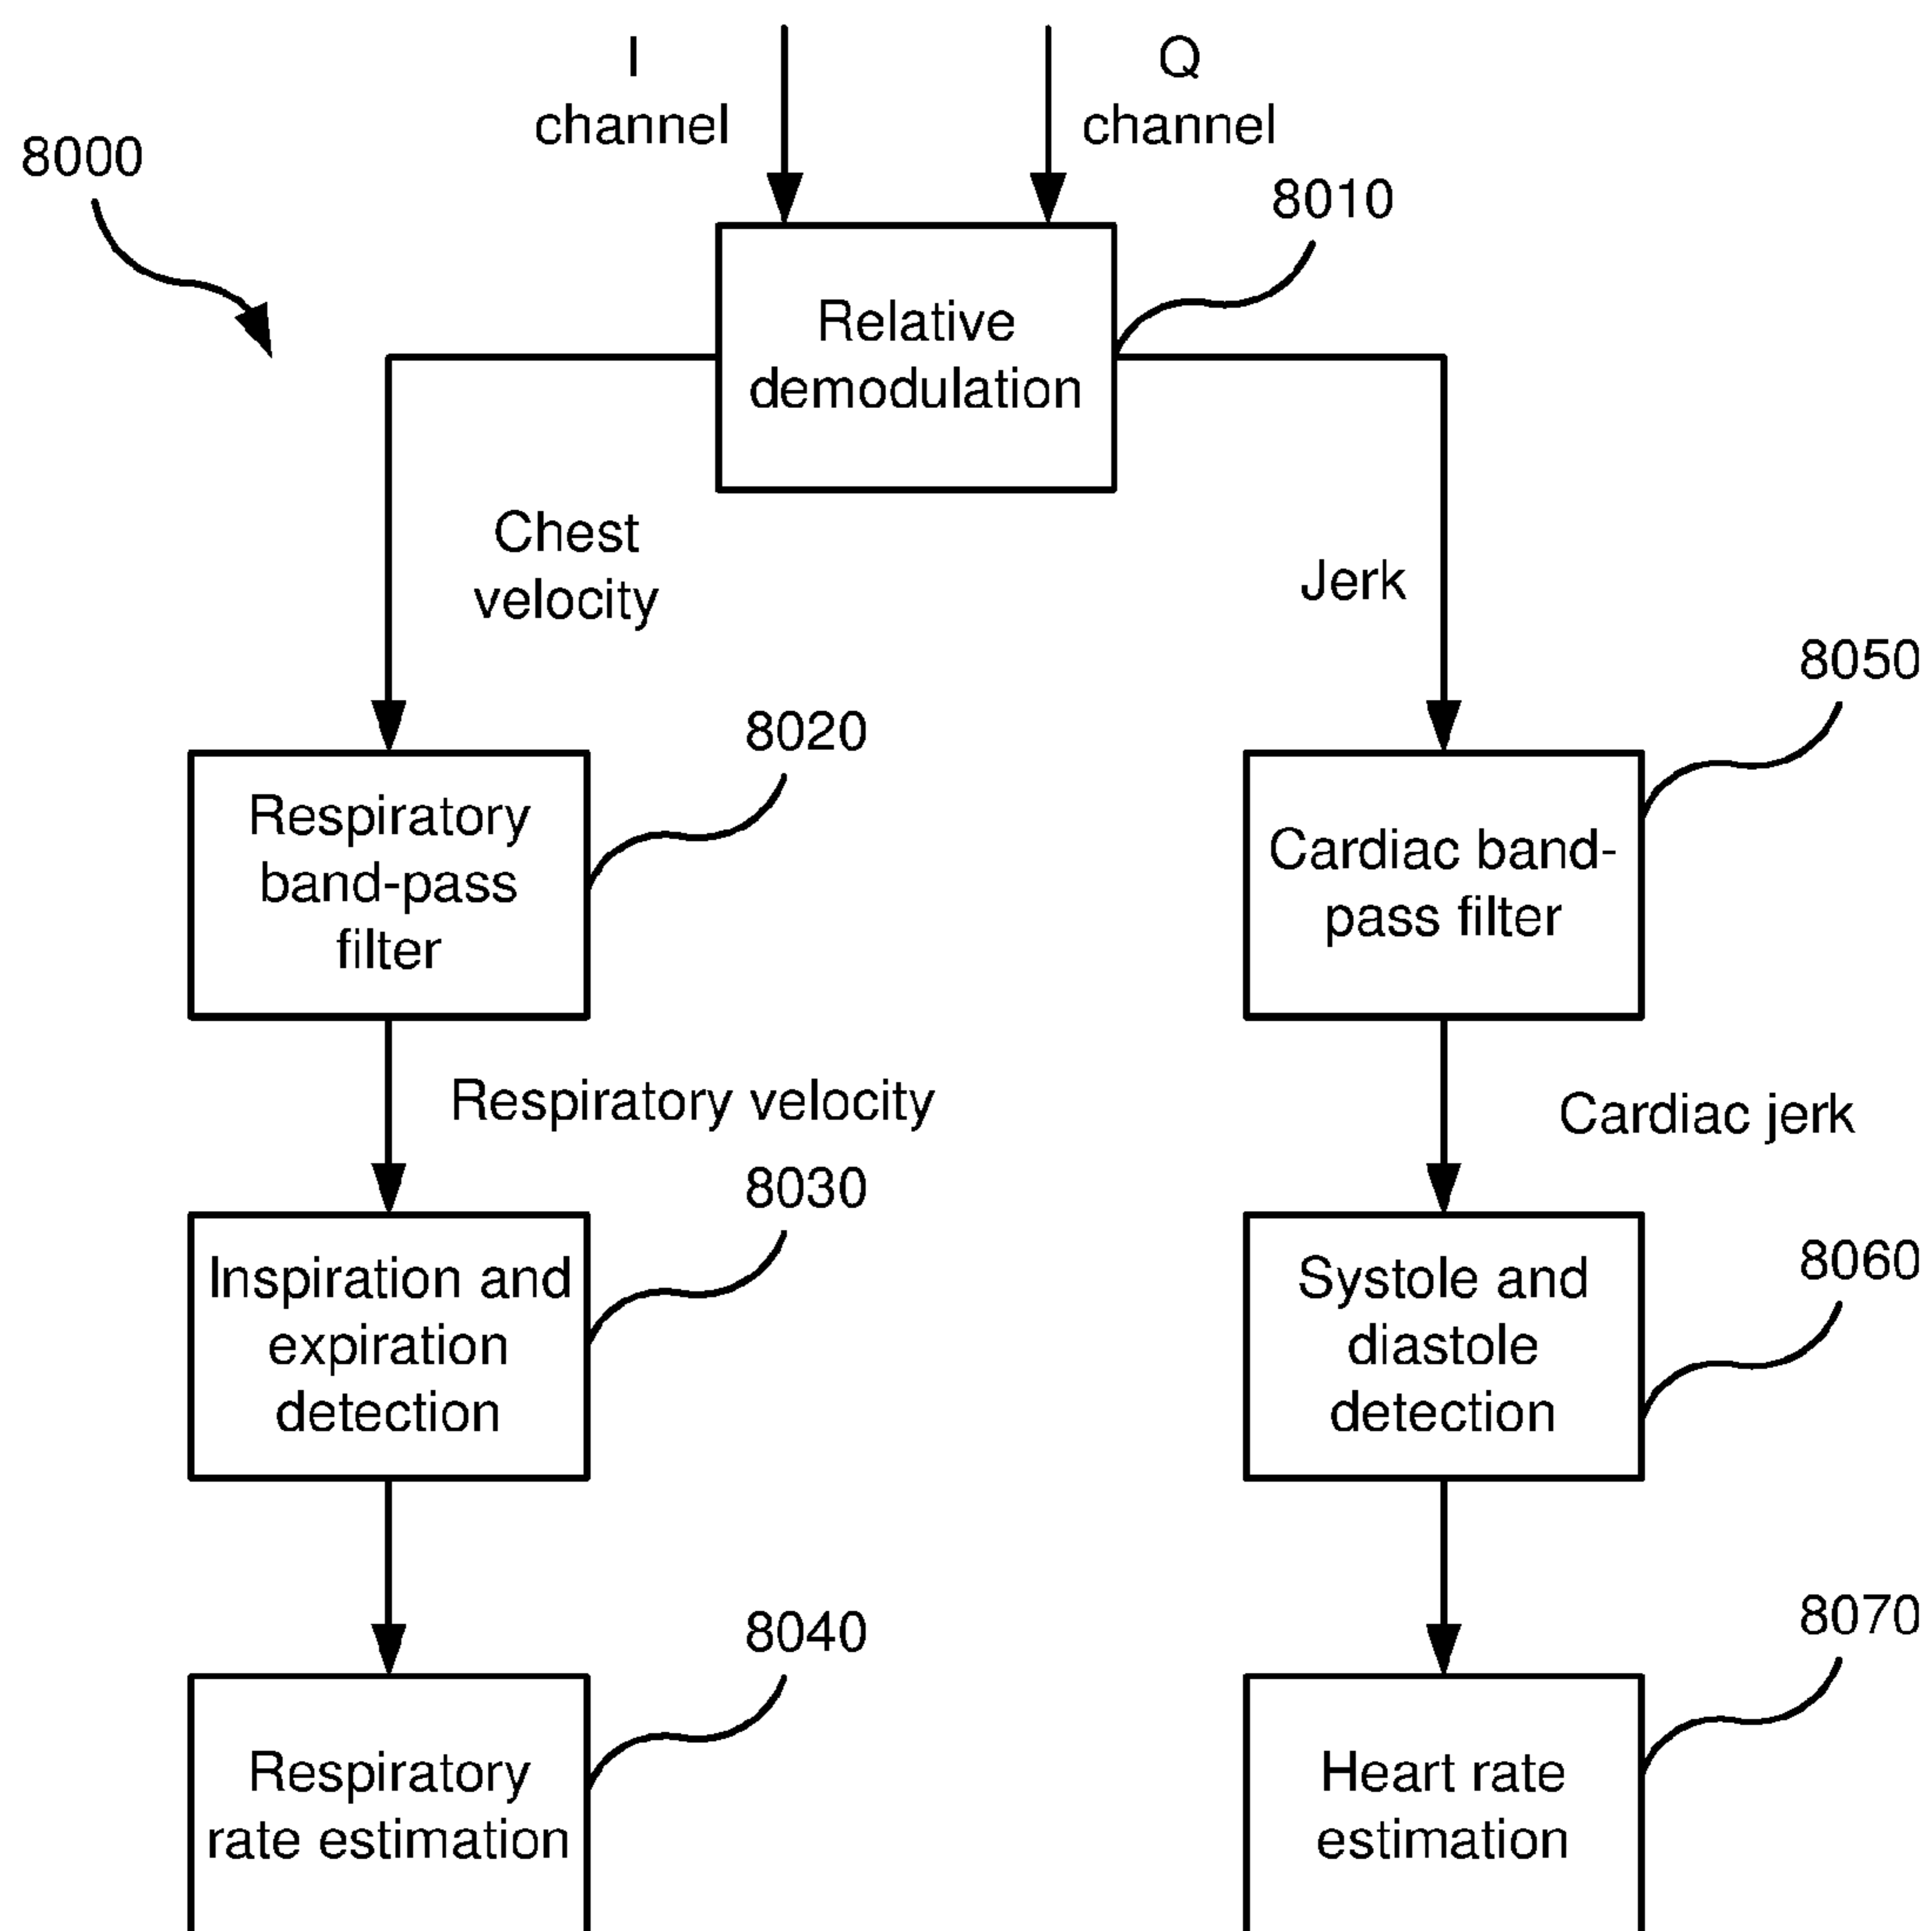 I
channel
Q
channel
8000
8010
Relative
demodulation
Chest
velocity
Jerk
8020
8050
Respiratory
band-pass
filter
Cardiac band-
pass filter
Respiratory velocity
Cardiac jerk
8030
8060
Inspiration and
expiration
detection
Systole and
diastole
detection
8040
8070
Respiratory
rate estimation
Heart rate
estimation